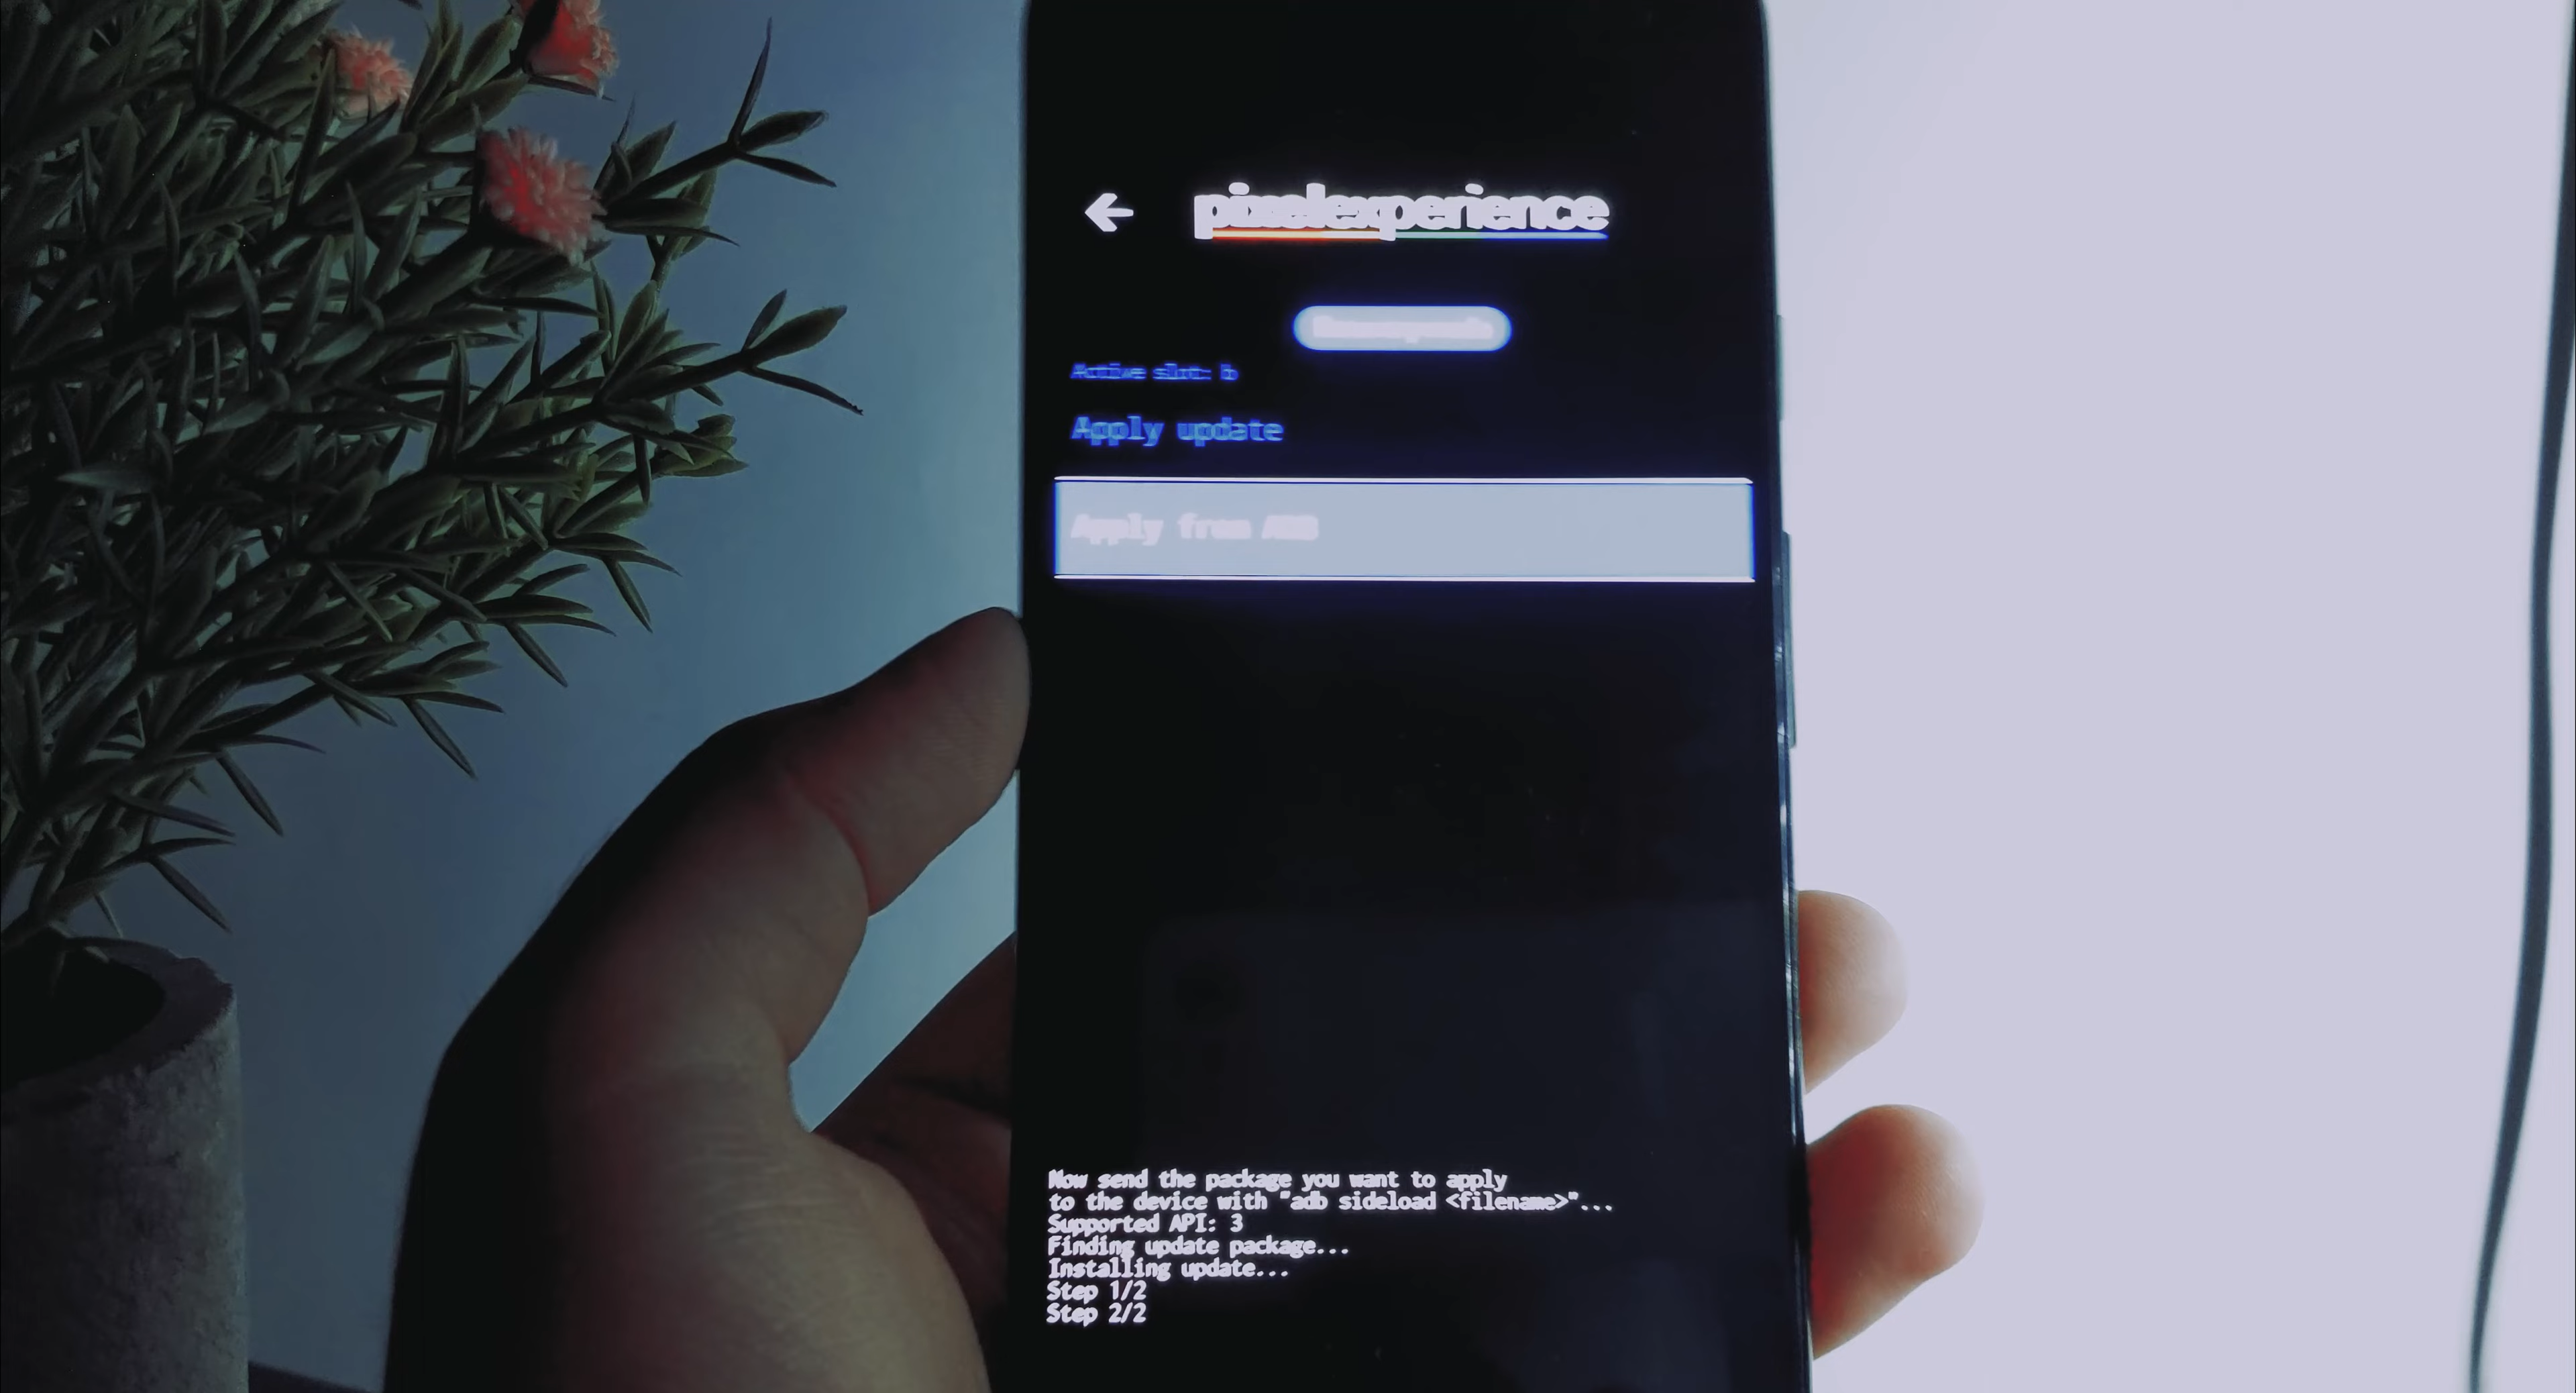 pixelexperience
Active slot: b
Apply update
Apply from ADB
Now send the package you want to apply
to the device with "adb sideload <filename>"...
Supported API: 3
Finding update package...
Installing update...
Step 1/2
Step 2/2